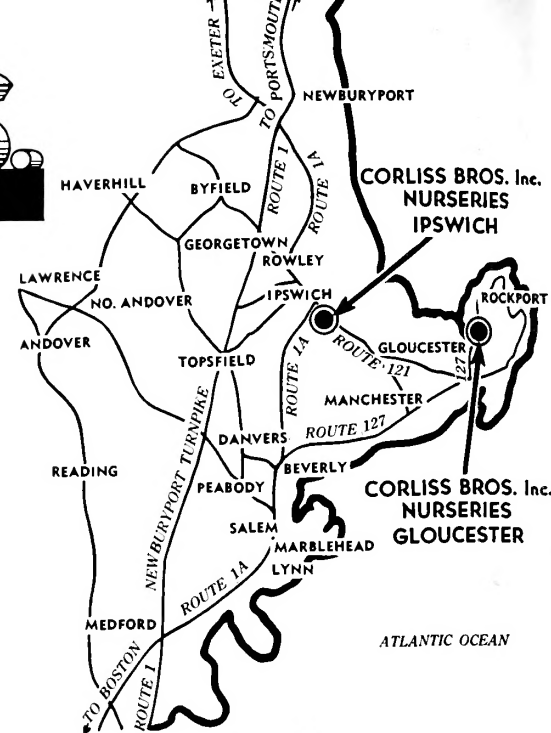 TO EXETER
TO
TO PORTSMOUTH
NEWBURYPORT
ROUTE 1
ROUTE 1A
CORLISS BROS. Inc.
NURSERIES
IPSWICH
HAVERHILL
BYFIELD
GEORGETOWN
ROWLEY
LAWRENCE
NO. ANDOVER
IPSWICH
ROCKPORT
ANDOVER
TOPSFIELD
GLOUCESTER
ROUTE 121
127
ROUTE 1A
MANCHESTER
NEWBURYPORT TURNPIKE
DANVERS
ROUTE 127
READING
BEVERLY
PEABODY
CORLISS BROS. Inc.
NURSERIES
GLOUCESTER
SALEM
MARBLEHEAD
LYNN
ROUTE 1A
MEDFORD
ATLANTIC OCEAN
TO BOSTON
ROUTE 1